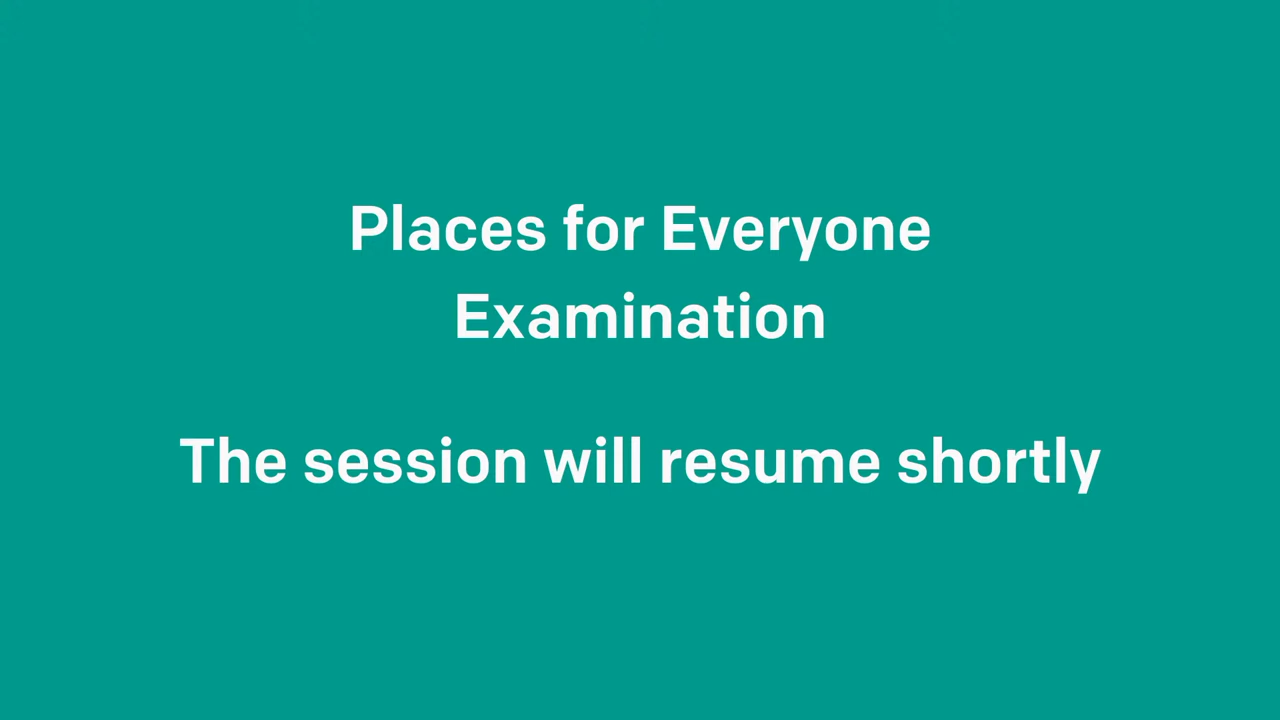 Places for Everyone
Examination
The session will resume shortly